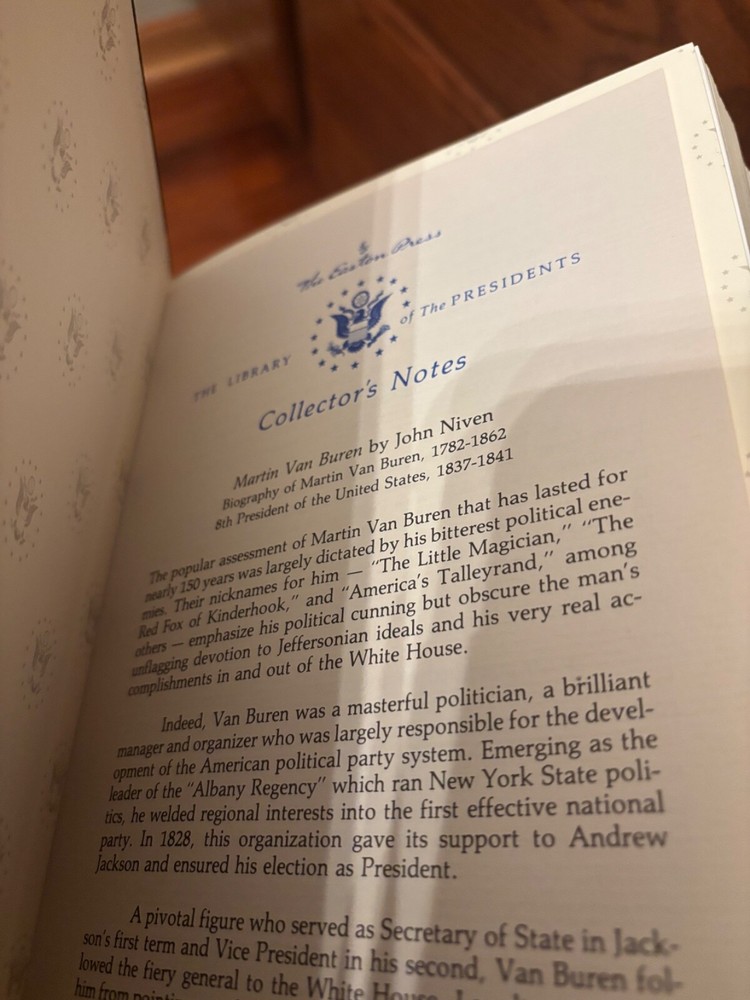 The Easton Press
THE LIBRARY of The PRESIDENTS
Collector's Notes
Martin Van Buren by John Niven
Biography of Martin Van Buren, 1782-1862
8th President of the United States, 1837-1841
The popular assessment of Martin Van Buren that has lasted for
nearly 150 years was largely dictated by his bitterest political ene-
mies. Their nicknames for him — "The Little Magician," "The
Red Fox of Kinderhook," and "America's Talleyrand," among
others — emphasize his political cunning but obscure the man's
unflagging devotion to Jeffersonian ideals and his very real ac-
complishments in and out of the White House.
Indeed, Van Buren was a masterful politician, a brilliant
manager and organizer who was largely responsible for the devel-
opment of the American political party system. Emerging as the
leader of the "Albany Regency" which ran New York State poli-
tics, he welded regional interests into the first effective national
party. In 1828, this organization gave its support to Andrew
Jackson and ensured his election as President.
A pivotal figure who served as Secretary of State in Jack-
son's first term and Vice President in his second, Van Buren fol-
lowed the fiery general to the White House.
him from